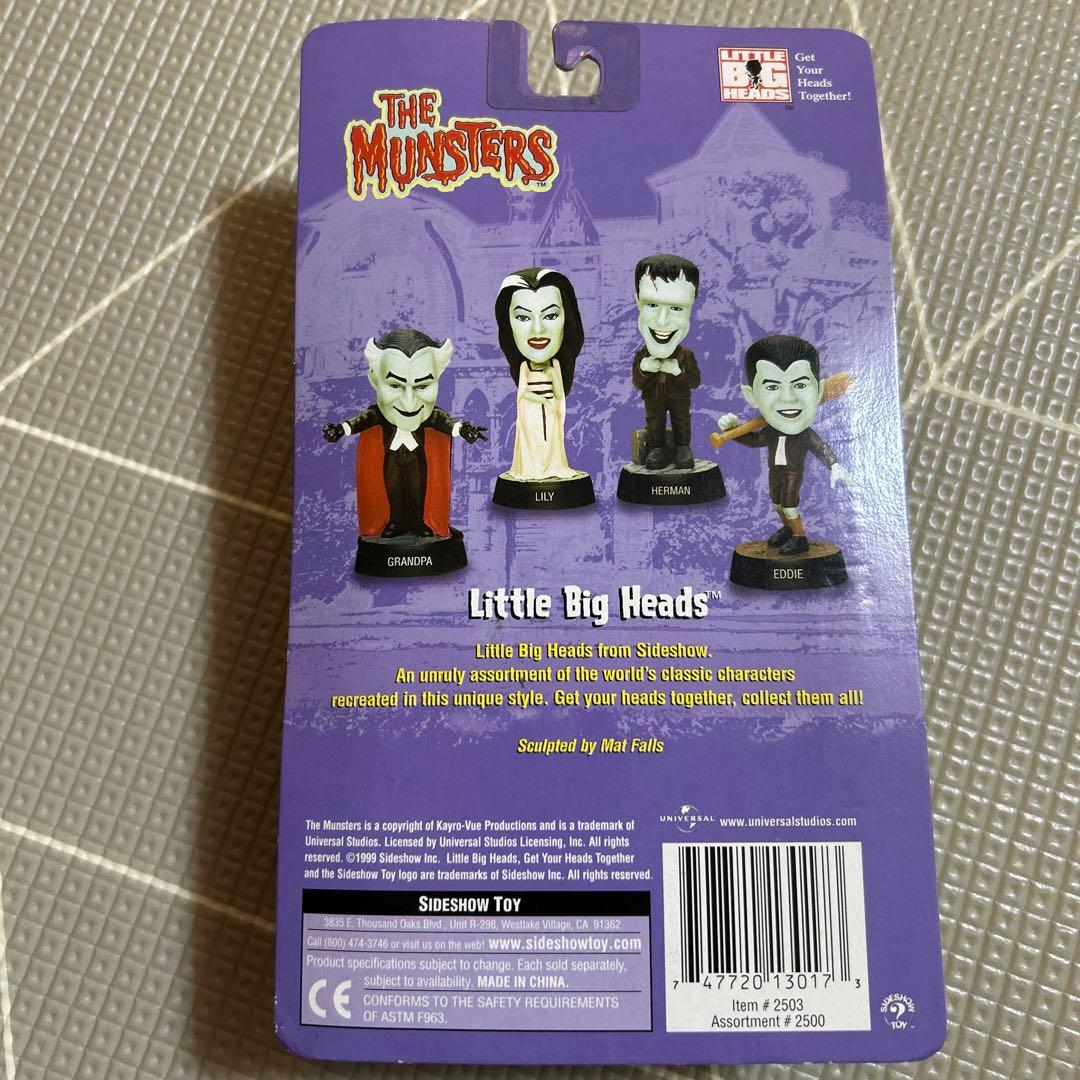 THE
MUNSTERS™
LITTLE
BIG
HEADS™
Get
Your
Heads
Together!
LILY
HERMAN
GRANDPA
EDDIE
Little Big Heads™
Little Big Heads from Sideshow.
An unruly assortment of the world's classic characters
recreated in this unique style. Get your heads together, collect them all!
Sculpted by Mat Falls
The Munsters is a copyright of Kayro-Vue Productions and is a trademark of
Universal Studios. Licensed by Universal Studios Licensing, Inc. All rights
reserved. ©1999 Sideshow Inc. Little Big Heads, Get Your Heads Together
and the Sideshow Toy logo are trademarks of Sideshow Inc. All rights reserved.
UNIVERSAL www.universalstudios.com
SIDESHOW TOY
3835 E. Thousand Oaks Blvd., Unit R-298, Westlake Village, CA 91362
Call (800) 474-3746 or visit us on the web! www.sideshowtoy.com
Product specifications subject to change. Each sold separately,
subject to availability. MADE IN CHINA.
CE CONFORMS TO THE SAFETY REQUIREMENTS
OF ASTM F963.
7 47720 13017 3
Item # 2503
Assortment # 2500
SIDESHOW
?
TOY™